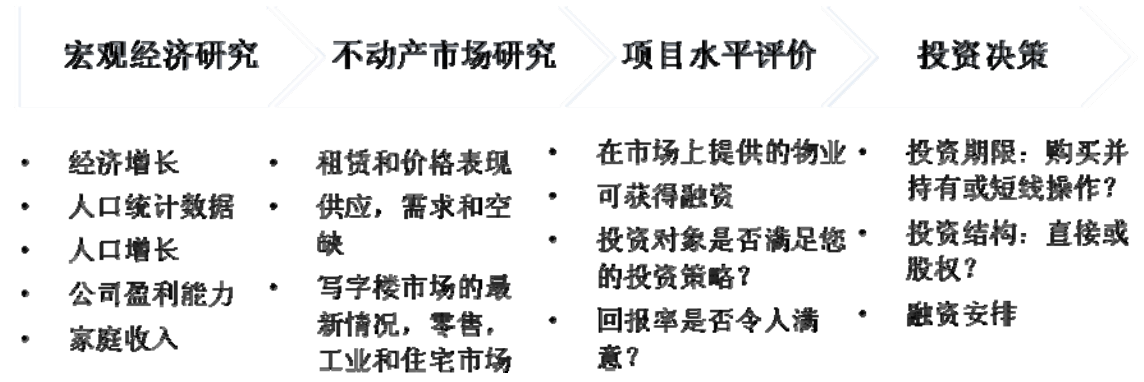 宏观经济研究
不动产市场研究
项目水平评价
投资决策
• 经济增长
• 人口统计数据
• 人口增长
• 公司盈利能力
• 家庭收入
• 租赁和价格表现
• 供应，需求和空
缺
• 写字楼市场的最
新情况，零售，
工业和住宅市场
• 在市场上提供的物业
• 可获得融资
• 投资对象是否满足您
的投资策略？
• 回报率是否令人满
意？
• 投资期限：购买并
持有或短线操作？
• 投资结构：直接或
股权？
• 融资安排